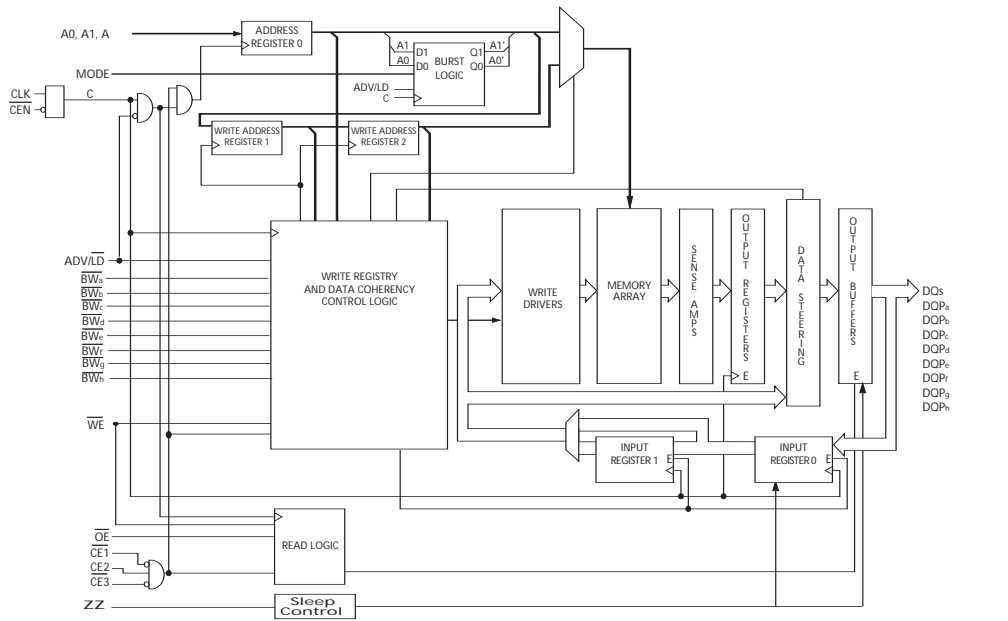 A0, A1, A
ADDRESS
REGISTER 0
MODE
A1
A0
D1
D0
BURST
LOGIC
Q1
Q0
A1'
A0'
ADV/LD
C
CLK
CEN
C
WRITE ADDRESS
REGISTER 1
WRITE ADDRESS
REGISTER 2
ADV/LD
BWa
BWb
BWc
BWd
BWe
BWf
BWg
BWh
WE
WRITE REGISTRY
AND DATA COHERENCY
CONTROL LOGIC
WRITE
DRIVERS
MEMORY
ARRAY
SENSE AMPS
OUTPUT REGISTERS
E
DATA STEERING
OUTPUT BUFFERS
E
DQs
DQPa
DQPb
DQPc
DQPd
DQPe
DQPf
DQPg
DQPh
INPUT
REGISTER 1
E
INPUT
REGISTER 0
E
OE
CE1
CE2
CE3
READ LOGIC
ZZ
Sleep
Control